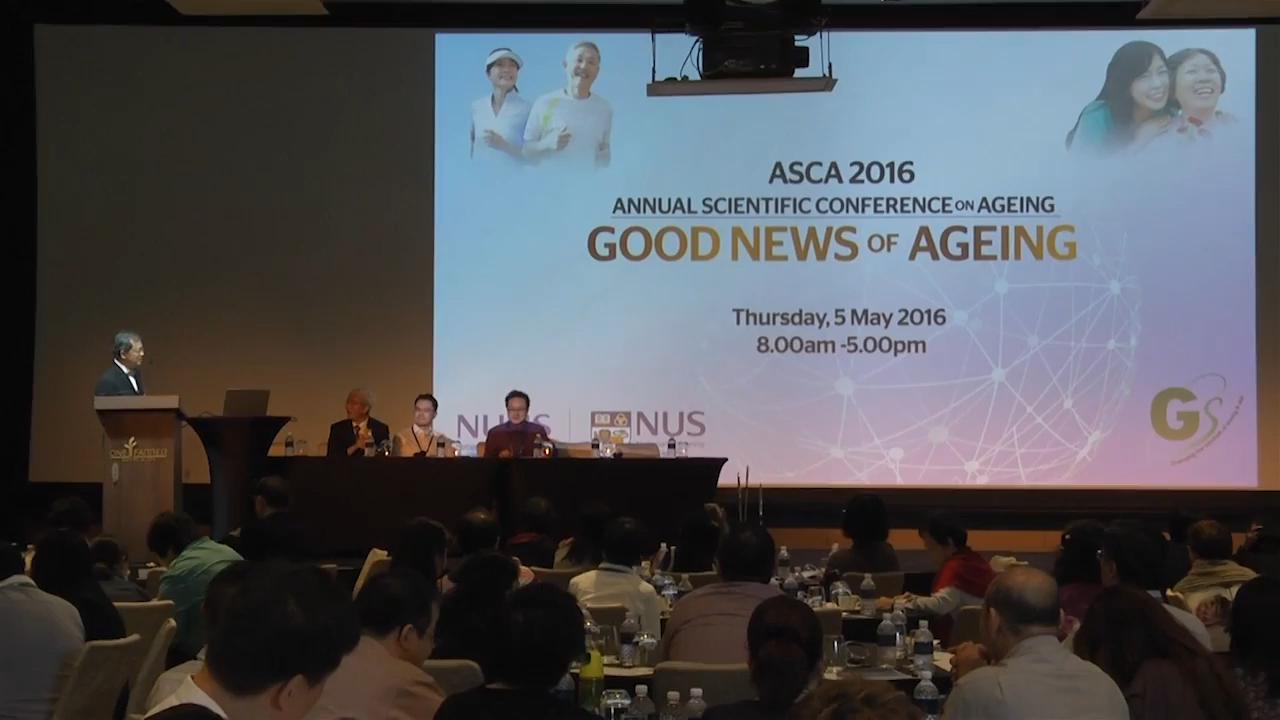 ASCA 2016
ANNUAL SCIENTIFIC CONFERENCE ON AGEING
GOOD NEWS OF AGEING
Thursday, 5 May 2016
8.00am -5.00pm
NUS
GS